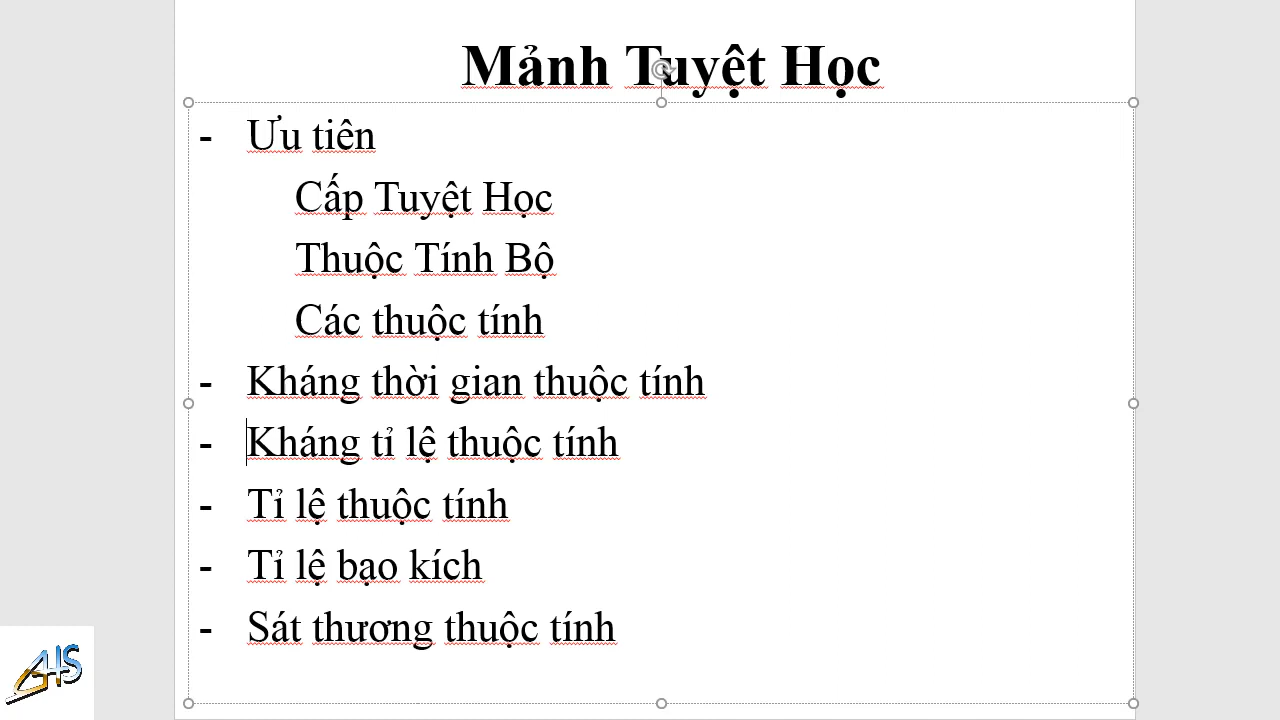 Mảnh Tuyệt Học
- Ưu tiên
Cấp Tuyệt Học
Thuộc Tính Bộ
Các thuộc tính
- Kháng thời gian thuộc tính
- Kháng tỉ lệ thuộc tính
- Tỉ lệ thuộc tính
- Tỉ lệ bạo kích
- Sát thương thuộc tính